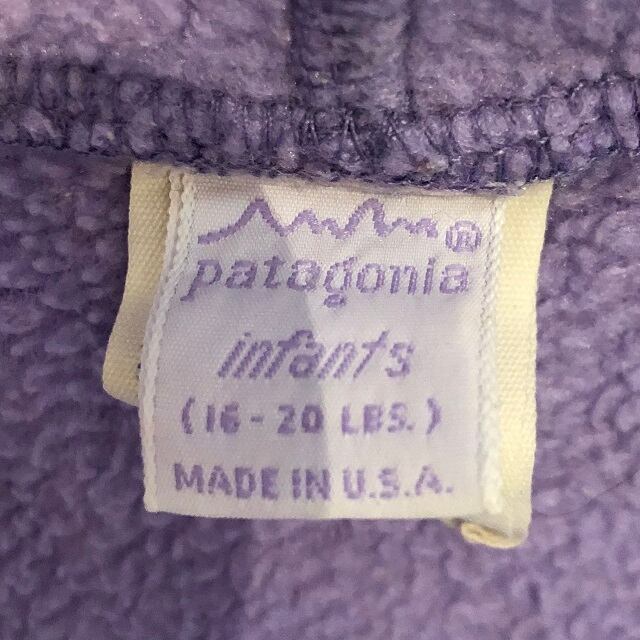 ®
patagonia
infants
(16-20 LBS.)
MADE IN U.S.A.